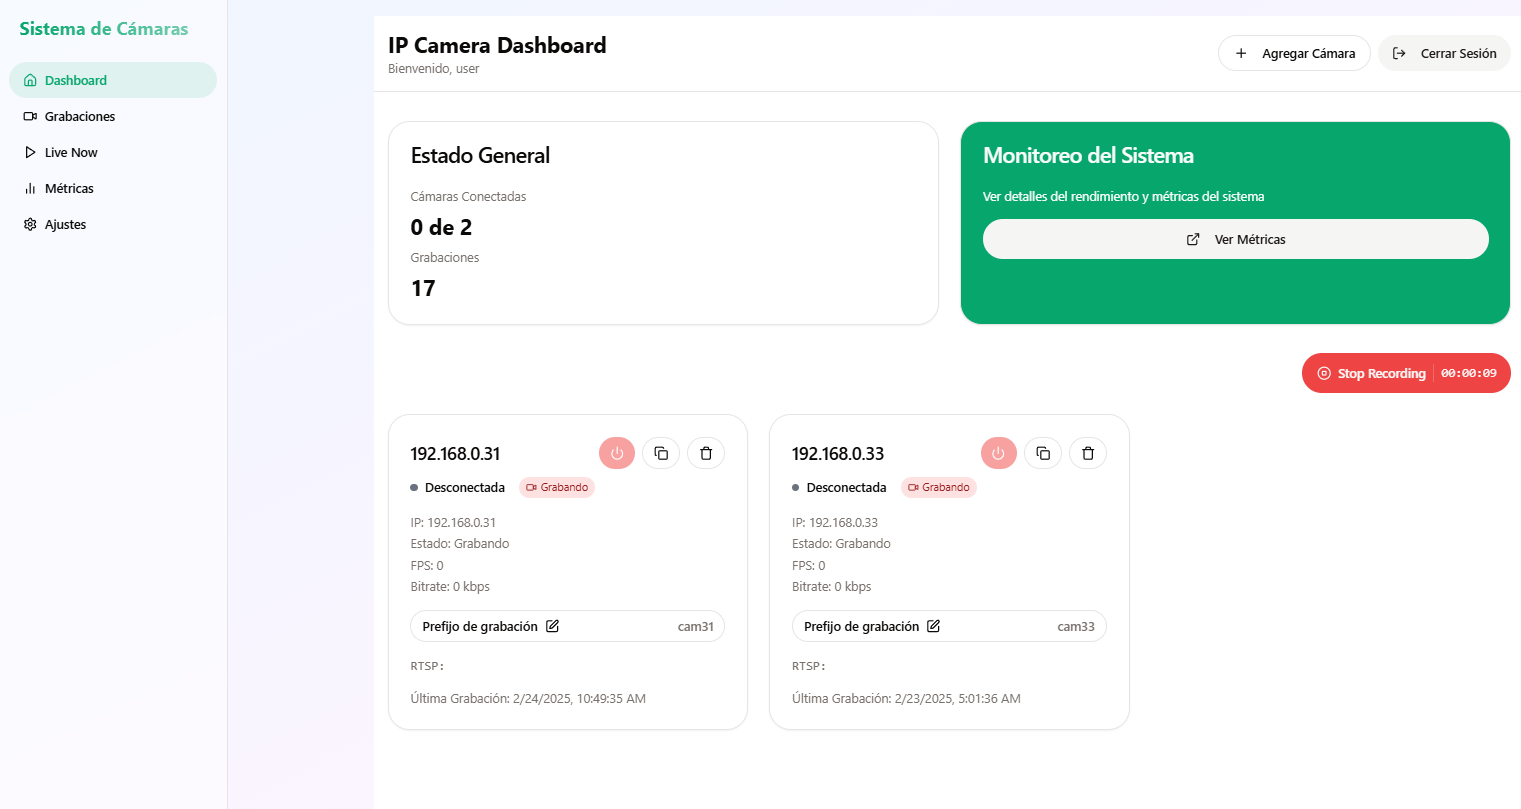 Sistema de Cámaras
Dashboard
Grabaciones
Live Now
Métricas
Ajustes
IP Camera Dashboard
Bienvenido, user
Agregar Cámara
Cerrar Sesión
Estado General
Cámaras Conectadas
0 de 2
Grabaciones
17
Monitoreo del Sistema
Ver detalles del rendimiento y métricas del sistema
Ver Métricas
Stop Recording 00:00:09
192.168.0.31
Desconectada Grabando
IP: 192.168.0.31
Estado: Grabando
FPS: 0
Bitrate: 0 kbps
Prefijo de grabación cam31
RTSP:
Última Grabación: 2/24/2025, 10:49:35 AM
192.168.0.33
Desconectada Grabando
IP: 192.168.0.33
Estado: Grabando
FPS: 0
Bitrate: 0 kbps
Prefijo de grabación cam33
RTSP:
Última Grabación: 2/23/2025, 5:01:36 AM